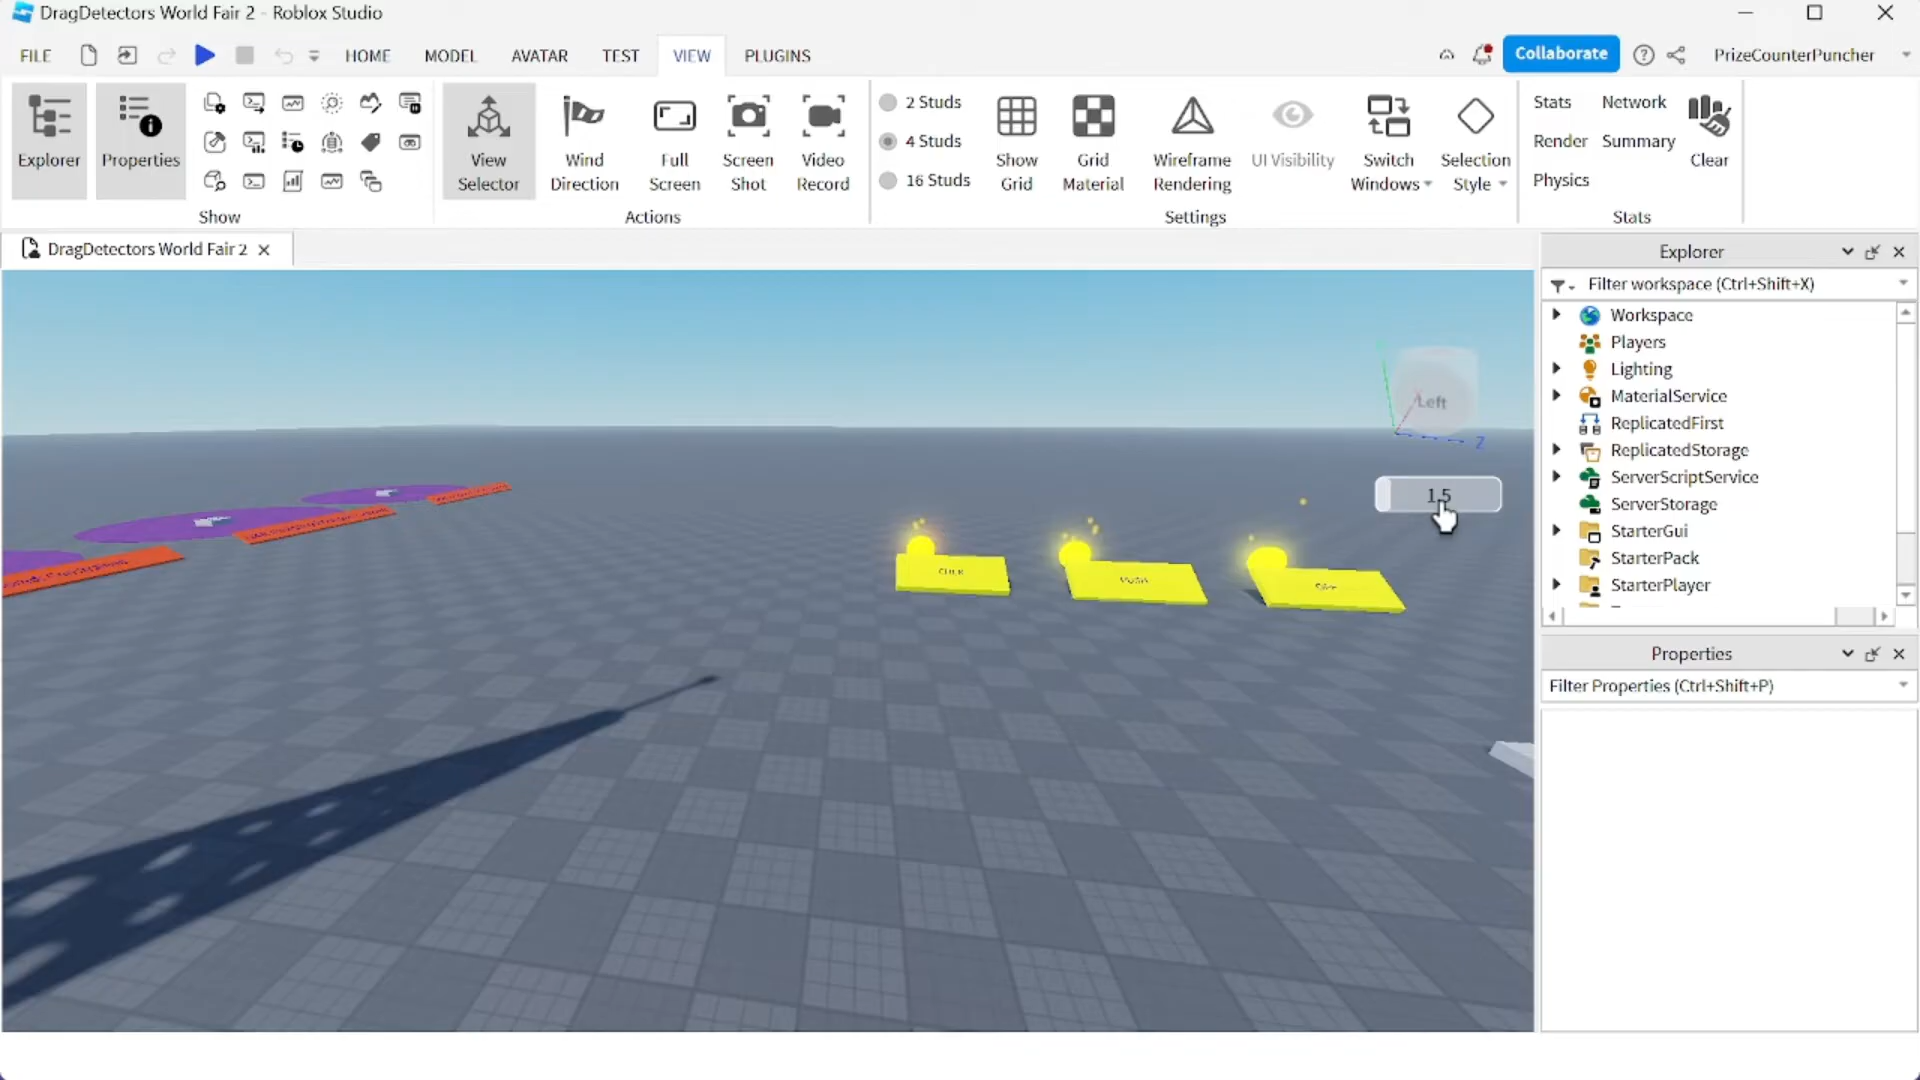 DragDetectors World Fair 2 - Roblox Studio
FILE HOME MODEL AVATAR TEST VIEW PLUGINS Collaborate PrizeCounterPuncher
Explorer
Properties
Show
View
Selector
Wind
Direction
Full
Screen
Screen
Shot
Video
Record
Actions
2 Studs
4 Studs
16 Studs
Show
Grid
Grid
Material
Wireframe
Rendering
UI Visibility
Switch
Windows
Selection
Style
Settings
Stats Network
Render Summary
Physics
Clear
Stats
DragDetectors World Fair 2
Left
Z
1.5
Explorer
Filter workspace (Ctrl+Shift+X)
Workspace
Players
Lighting
MaterialService
ReplicatedFirst
ReplicatedStorage
ServerScriptService
ServerStorage
StarterGui
StarterPack
StarterPlayer
Properties
Filter Properties (Ctrl+Shift+P)